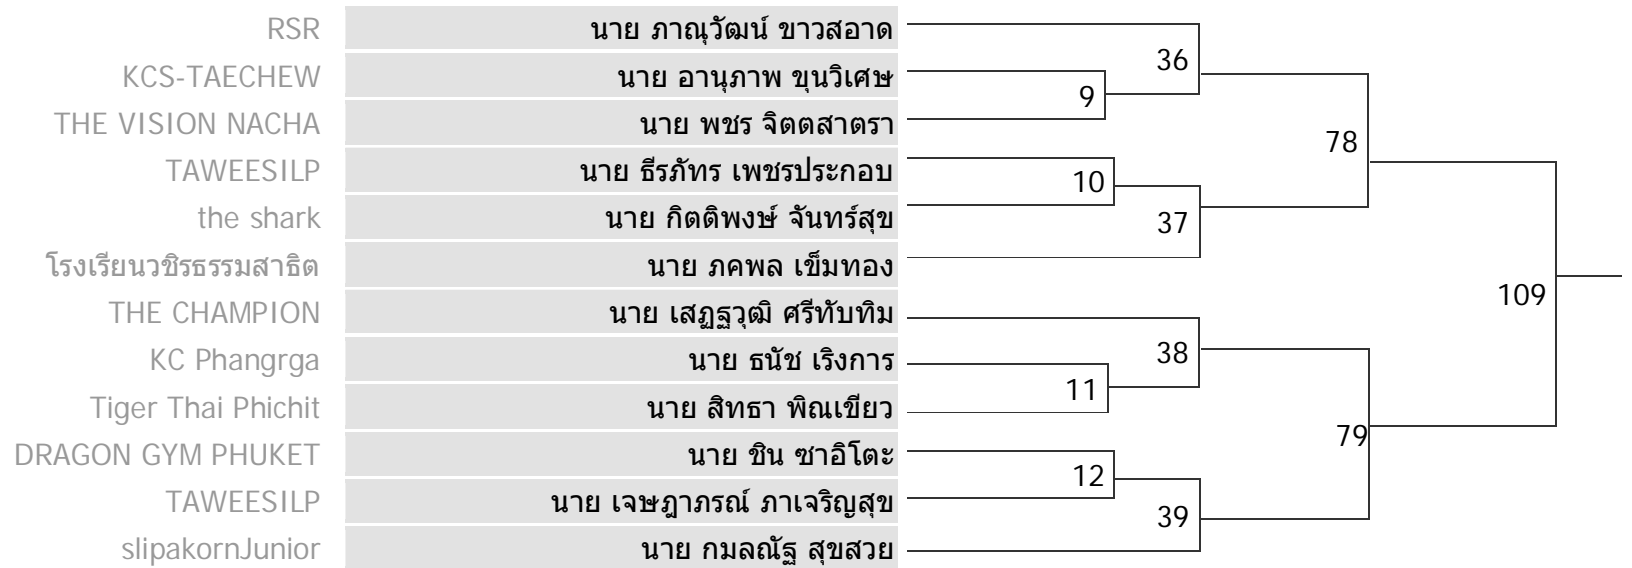 RSR นาย ภาณุวัฒน์ ขาวสอาด
36
KCS-TAECHEW นาย อานุภาพ ขุนวิเศษ
9
THE VISION NACHA นาย พชร จิตตสาตรา
78
TAWEESILP นาย ธีรภัทร เพชรประกอบ
10
the shark นาย กิตติพงษ์ จันทร์สุข
37
โรงเรียนวชิรธรรมสาธิต นาย ภคพล เข็มทอง
109
THE CHAMPION นาย เสฏฐวุฒิ ศรีทับทิม
38
KC Phangrga นาย ธนัช เริงการ
11
Tiger Thai Phichit นาย สิทธา พิณเขียว
79
DRAGON GYM PHUKET นาย ชิน ซาอิโตะ
12
TAWEESILP นาย เจษฎาภรณ์ ภาเจริญสุข
39
slipakornJunior นาย กมลณัฐ สุขสวย